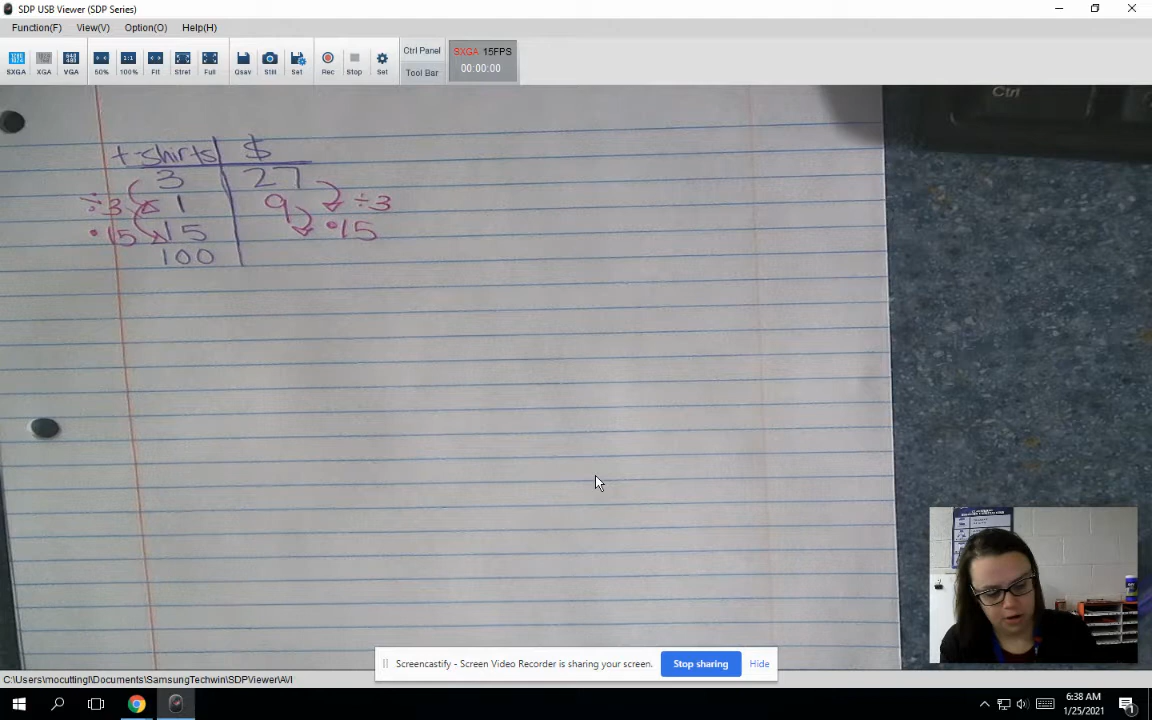 SDP USB Viewer (SDP Series)
Function(F) View(V) Option(O) Help(H)
SXGA XGA VGA 50% 100% Fit Stret Full Qsav Still Set Rec Stop Set
Ctrl Panel
Tool Bar
SXGA 15FPS
00:00:00
Ctrl
t-shirts $
3 27
÷3 1 9 ÷3
•15 15 •15
100
Screencastify - Screen Video Recorder is sharing your screen. Stop sharing Hide
C:\Users\mocuttingl\Documents\SamsungTechwin\SDPViewer\AVI
6:38 AM
1/25/2021